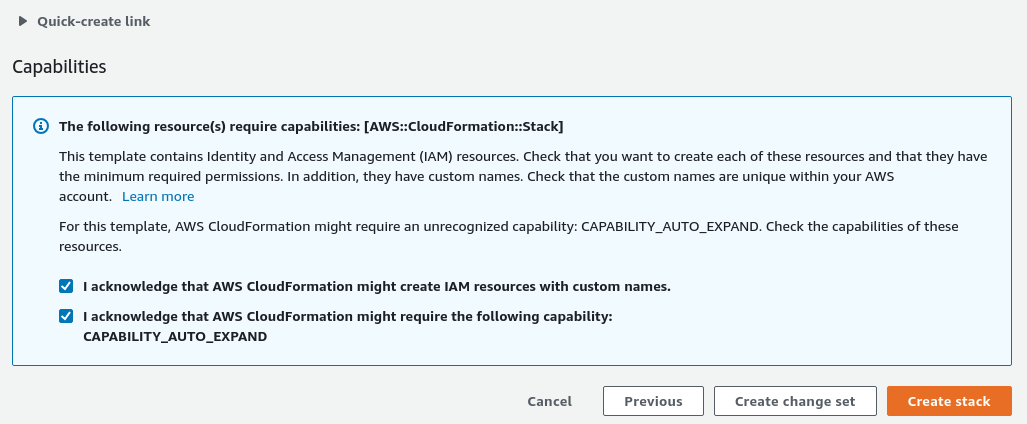 Quick-create link
Capabilities
The following resource(s) require capabilities: [AWS::CloudFormation::Stack]
This template contains Identity and Access Management (IAM) resources. Check that you want to create each of these resources and that they have
the minimum required permissions. In addition, they have custom names. Check that the custom names are unique within your AWS
account. Learn more
For this template, AWS CloudFormation might require an unrecognized capability: CAPABILITY_AUTO_EXPAND. Check the capabilities of these
resources.
I acknowledge that AWS CloudFormation might create IAM resources with custom names.
I acknowledge that AWS CloudFormation might require the following capability:
CAPABILITY_AUTO_EXPAND
Cancel Previous Create change set Create stack